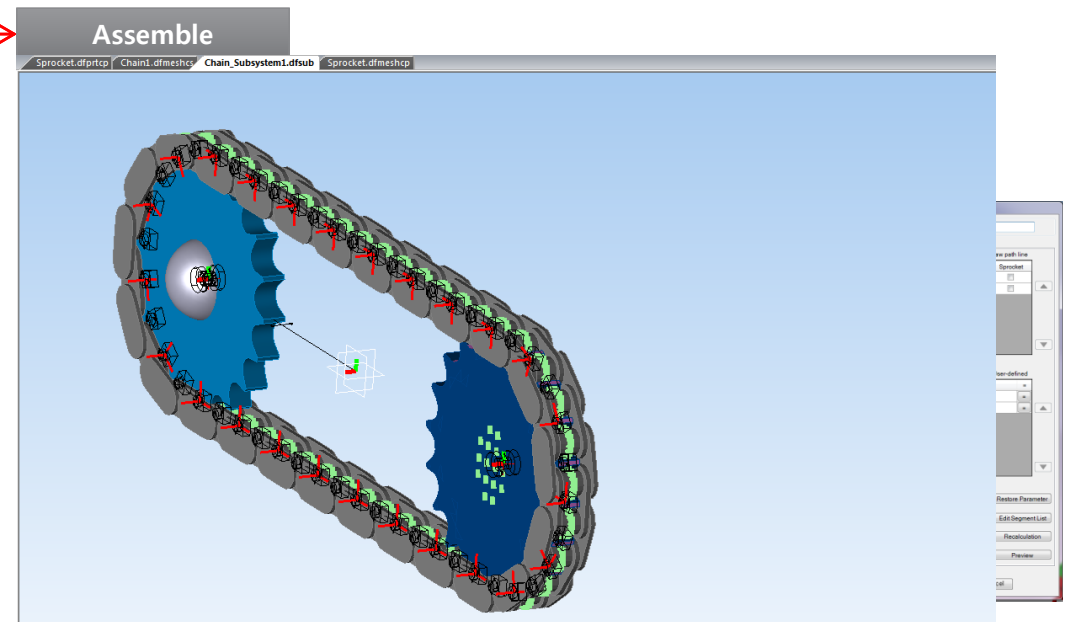 Assemble
Sprocket.dfprtcp Chain1.dfmeshcs Chain_Subsystem1.dfsub Sprocket.dfmeshcp
aw path line
Sprocket
ser-defined
Restore Parameter
Edit Segment List
Recalculation
Preview
cel